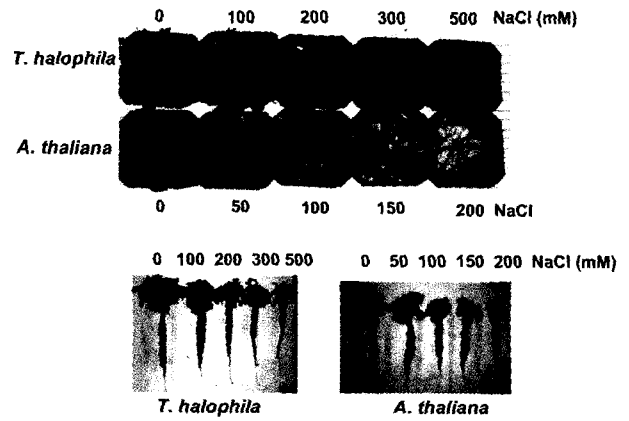 0 100 200 300 500 NaCl (mM)
T. halophila
A. thaliana
0 50 100 150 200 NaCl
0 100 200 300 500
0 50 100 150 200 NaCl (mM)
T. halophila
A. thaliana